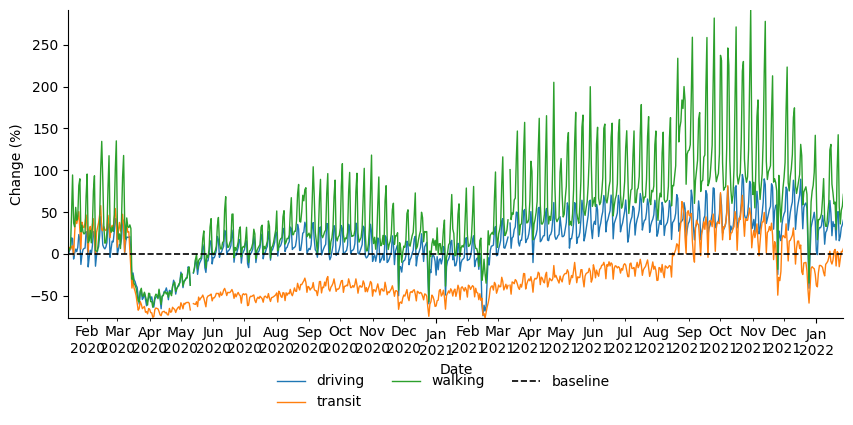 Change (%)
250
200
150
100
50
0
−50
Feb Mar Apr May Jun Jul Aug Sep Oct Nov Dec Jan Feb Mar Apr May Jun Jul Aug Sep Oct Nov Dec Jan
2020 2020 2020 2020 2020 2020 2020 2020 2020 2020 2020 2021 2021 2021 2021 2021 2021 2021 2021 2021 2021 2021 2021 2022
Date
driving walking baseline
transit